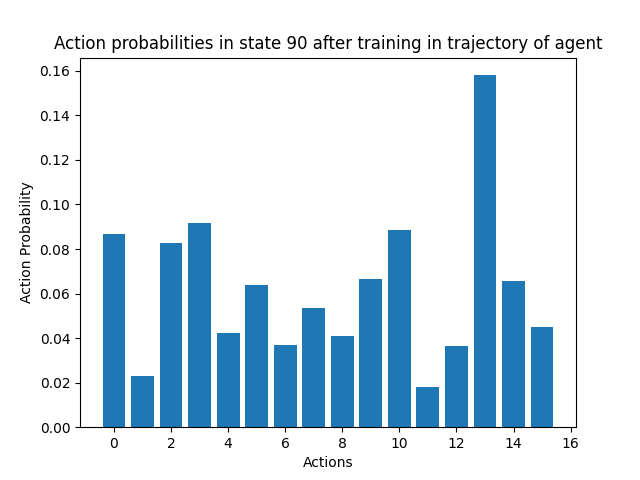 Action probabilities in state 90 after training in trajectory of agent
0.16
0.14
0.12
0.10
0.08
0.06
0.04
0.02
0.00
Action Probability
0 2 4 6 8 10 12 14 16
Actions